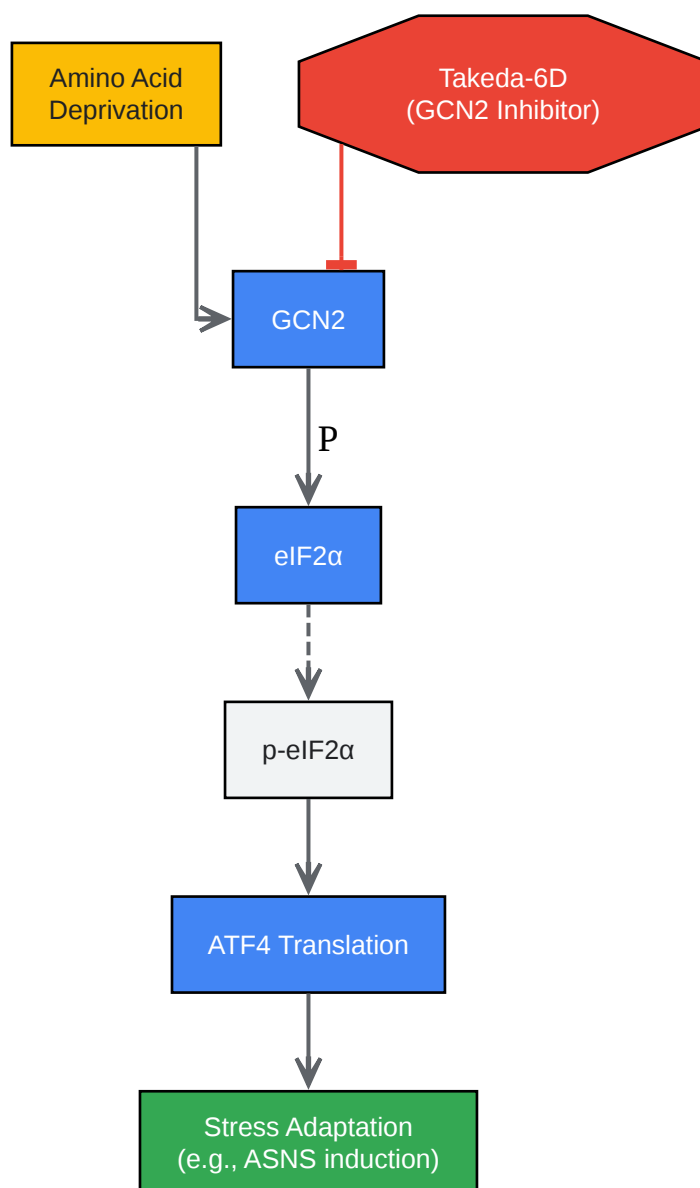 Amino Acid
Deprivation
Takeda-6D
(GCN2 Inhibitor)
GCN2
P
eIF2α
p-eIF2α
ATF4 Translation
Stress Adaptation
(e.g., ASNS induction)